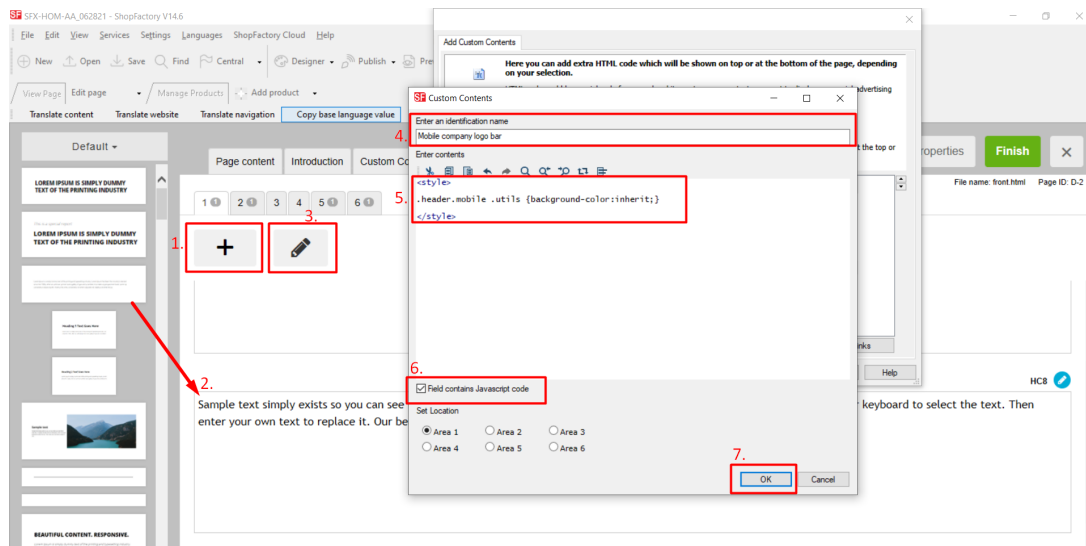 SFX-HOM-AA_062821 - ShopFactory V14.6
File Edit View Services Settings Languages ShopFactory Cloud Help
New Open Save Find Central Designer Publish Pre
View Page Edit page Manage Products Add product
Translate content Translate website Translate navigation Copy base language value
Default
Page content Introduction Custom Co
roperties Finish
File name: front.html Page ID: D-2
1 2 3 4 5 6
1.
2.
3.
LOREM IPSUM IS SIMPLY DUMMY
TEXT OF THE PRINTING INDUSTRY
LOREM IPSUM IS SIMPLY DUMMY
TEXT OF THE PRINTING INDUSTRY
BEAUTIFUL CONTENT. RESPONSIVE.
Add Custom Contents
Here you can add extra HTML code which will be shown on top or at the bottom of the page, depending
on your selection.
advertising
t the top or
inks
Help
Custom Contents
4.
Enter an identification name
Mobile company logo bar
Enter contents
5.
<style>
.header.mobile .utils {background-color:inherit;}
</style>
6.
Field contains Javascript code
Set Location
Area 1 Area 2 Area 3
Area 4 Area 5 Area 6
7.
OK Cancel
HC8
Sample text simply exists so you can see
keyboard to select the text. Then
enter your own text to replace it. Our be